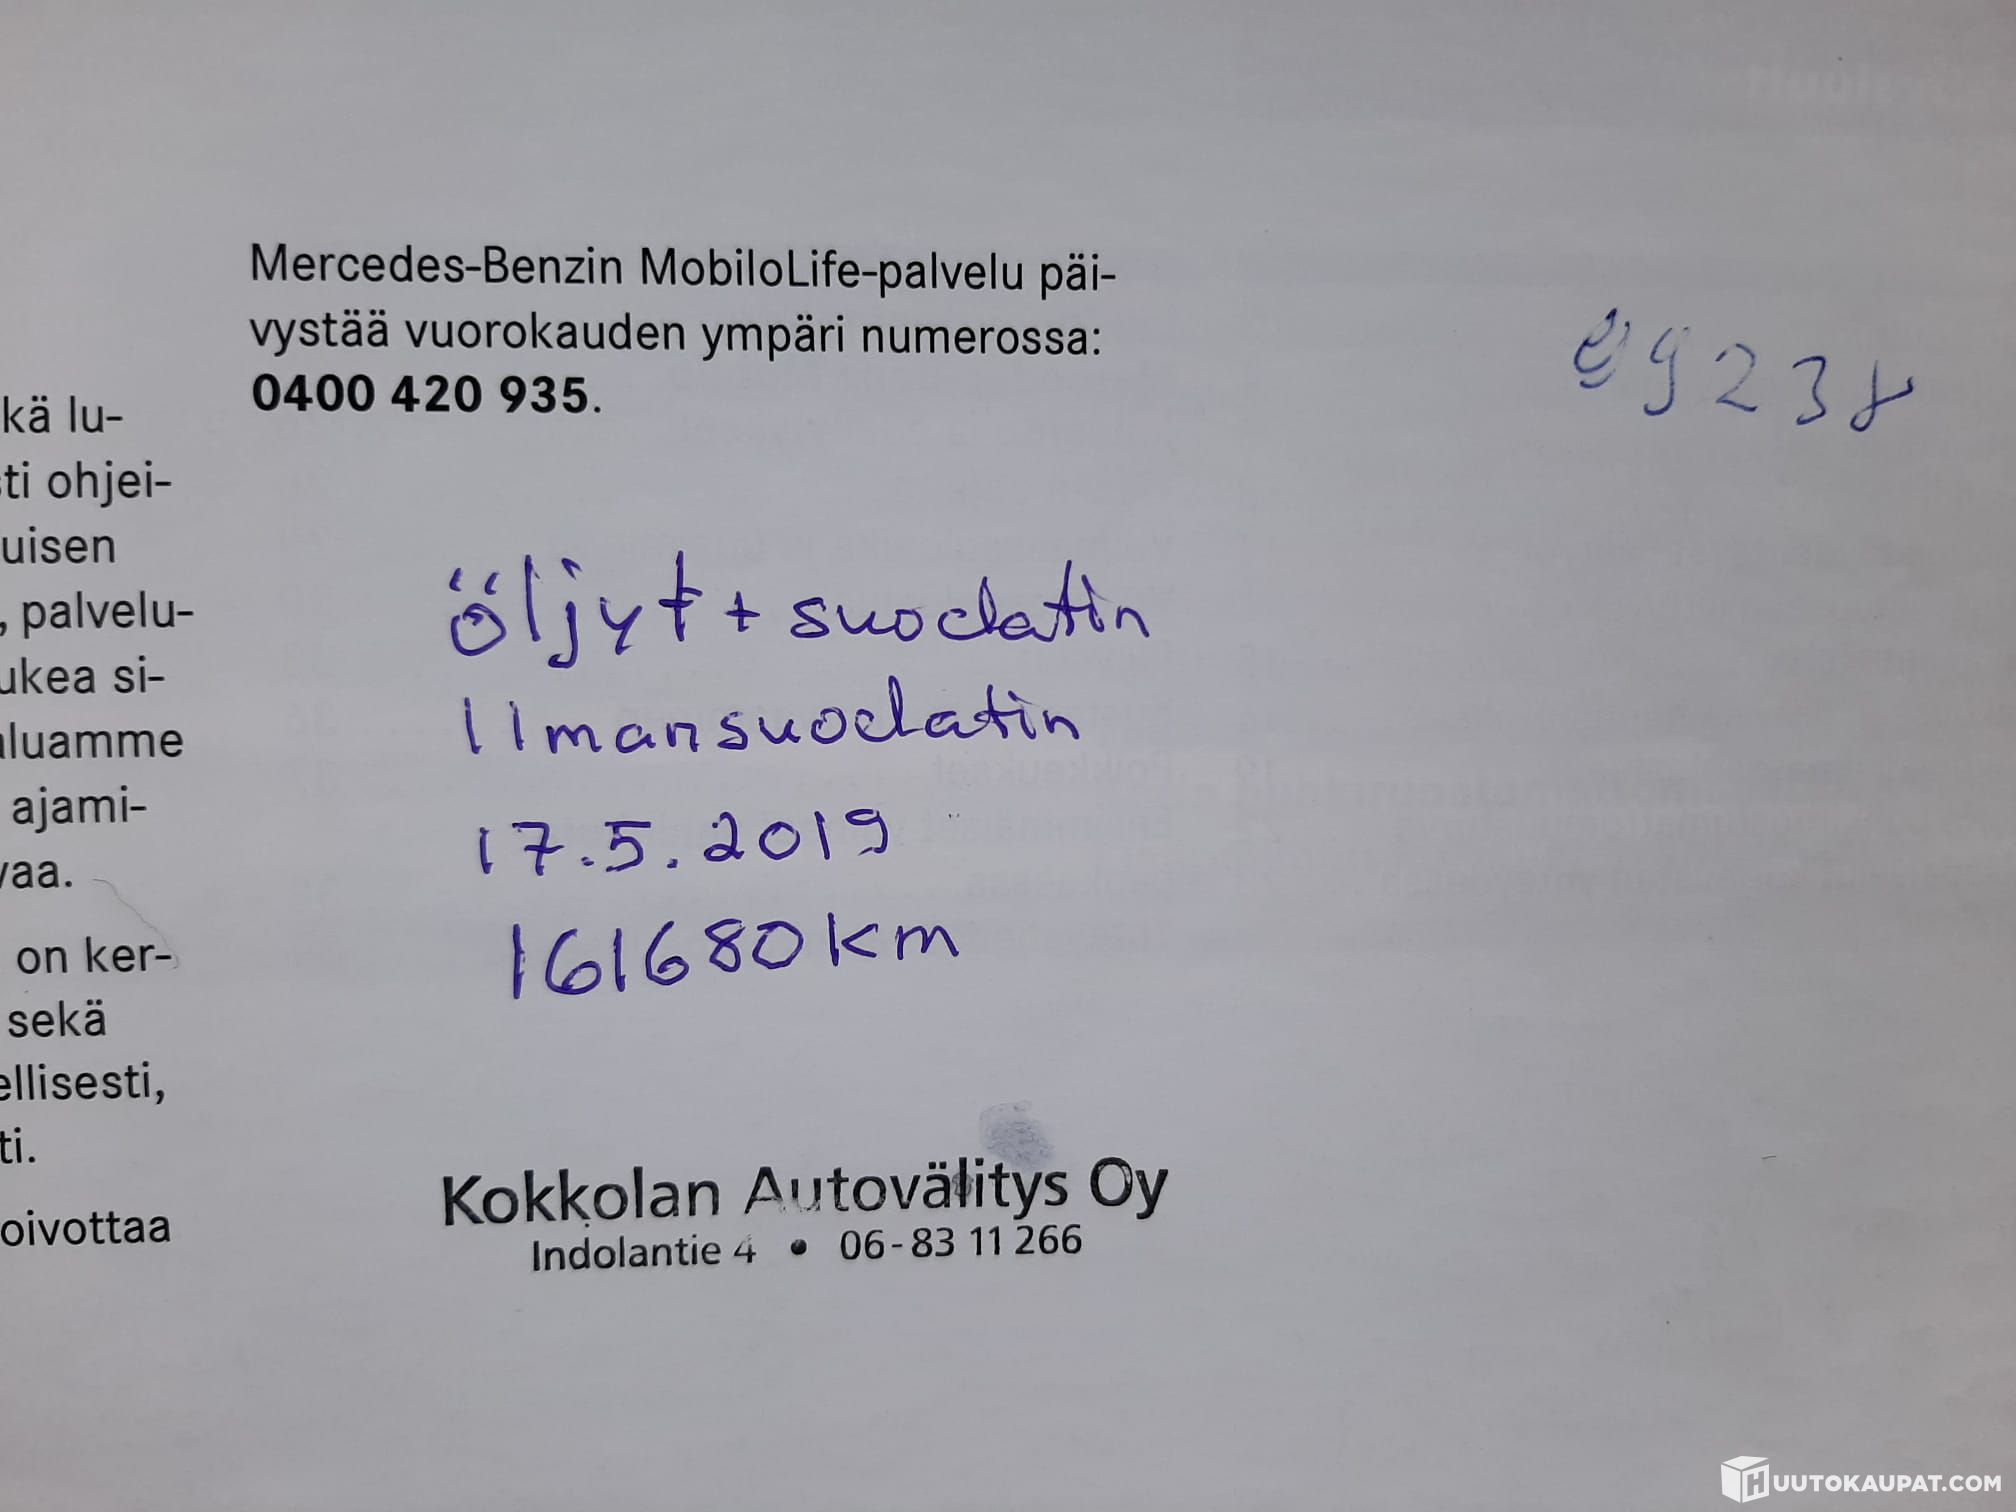 kä lu-
ti ohjei-
uisen
, palvelu-
ukea si-
aluamme
ajami-
vaa.
on ker-
sekä
ellisesti,
ti.
oivottaa
Mercedes-Benzin MobiloLife-palvelu päi-
vystää vuorokauden ympäri numerossa:
0400 420 935.
öljyt + suodatin
Ilmansuodatin
17.5.2019
161680 km
Kokkolan Autovälitys Oy
Indolantie 4 • 06-83 11 266
HUUTOKAUPAT.COM